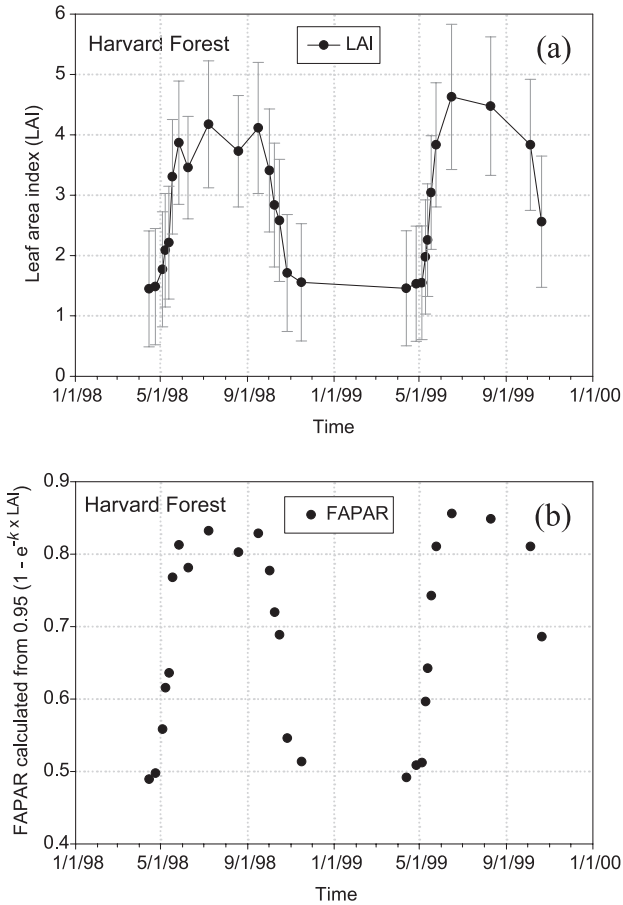 6
5
4
3
2
1
0
Leaf area index (LAI)
Harvard Forest
LAI
(a)
1/1/98 5/1/98 9/1/98 1/1/99 5/1/99 9/1/99 1/1/00
Time
0.9
0.8
0.7
0.6
0.5
0.4
FAPAR calculated from 0.95 (1 - e-k x LAI)
Harvard Forest
FAPAR
(b)
1/1/98 5/1/98 9/1/98 1/1/99 5/1/99 9/1/99 1/1/00
Time